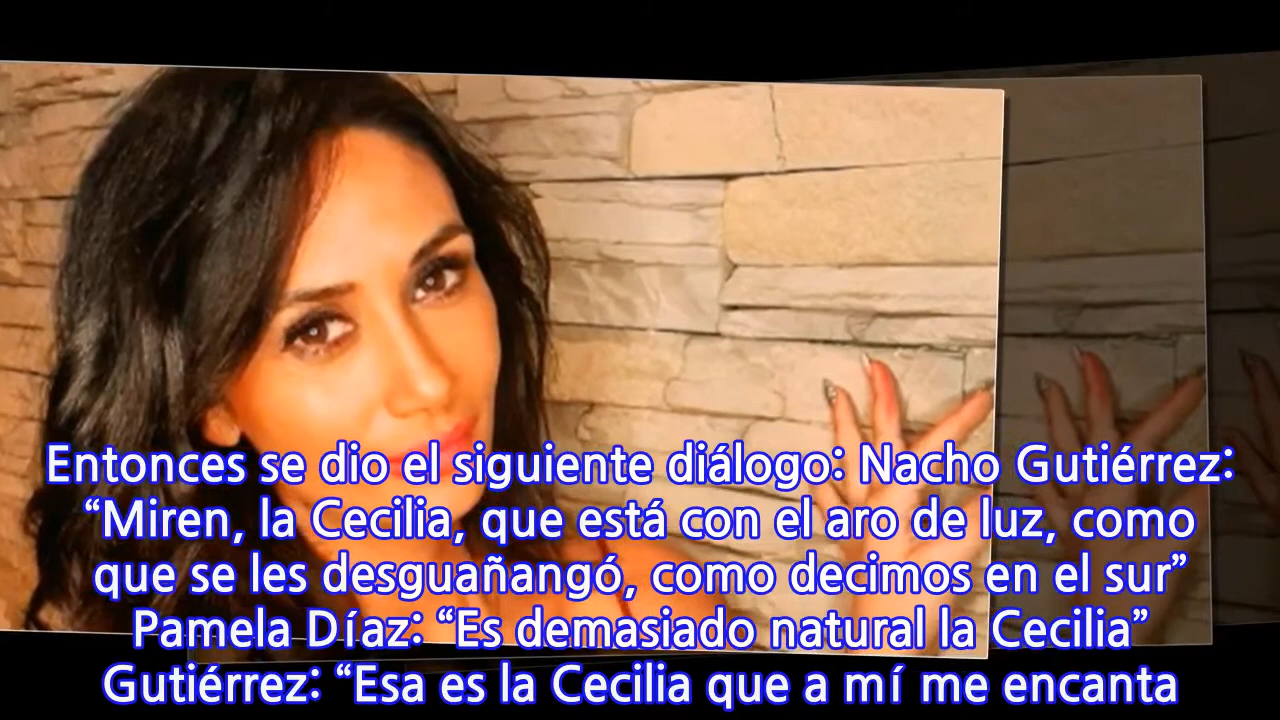 Entonces se dio el siguiente diálogo: Nacho Gutiérrez:
“Miren, la Cecilia, que está con el aro de luz, como
que se les desguañangó, como decimos en el sur”
Pamela Díaz: “Es demasiado natural la Cecilia”
Gutiérrez: “Esa es la Cecilia que a mí me encanta